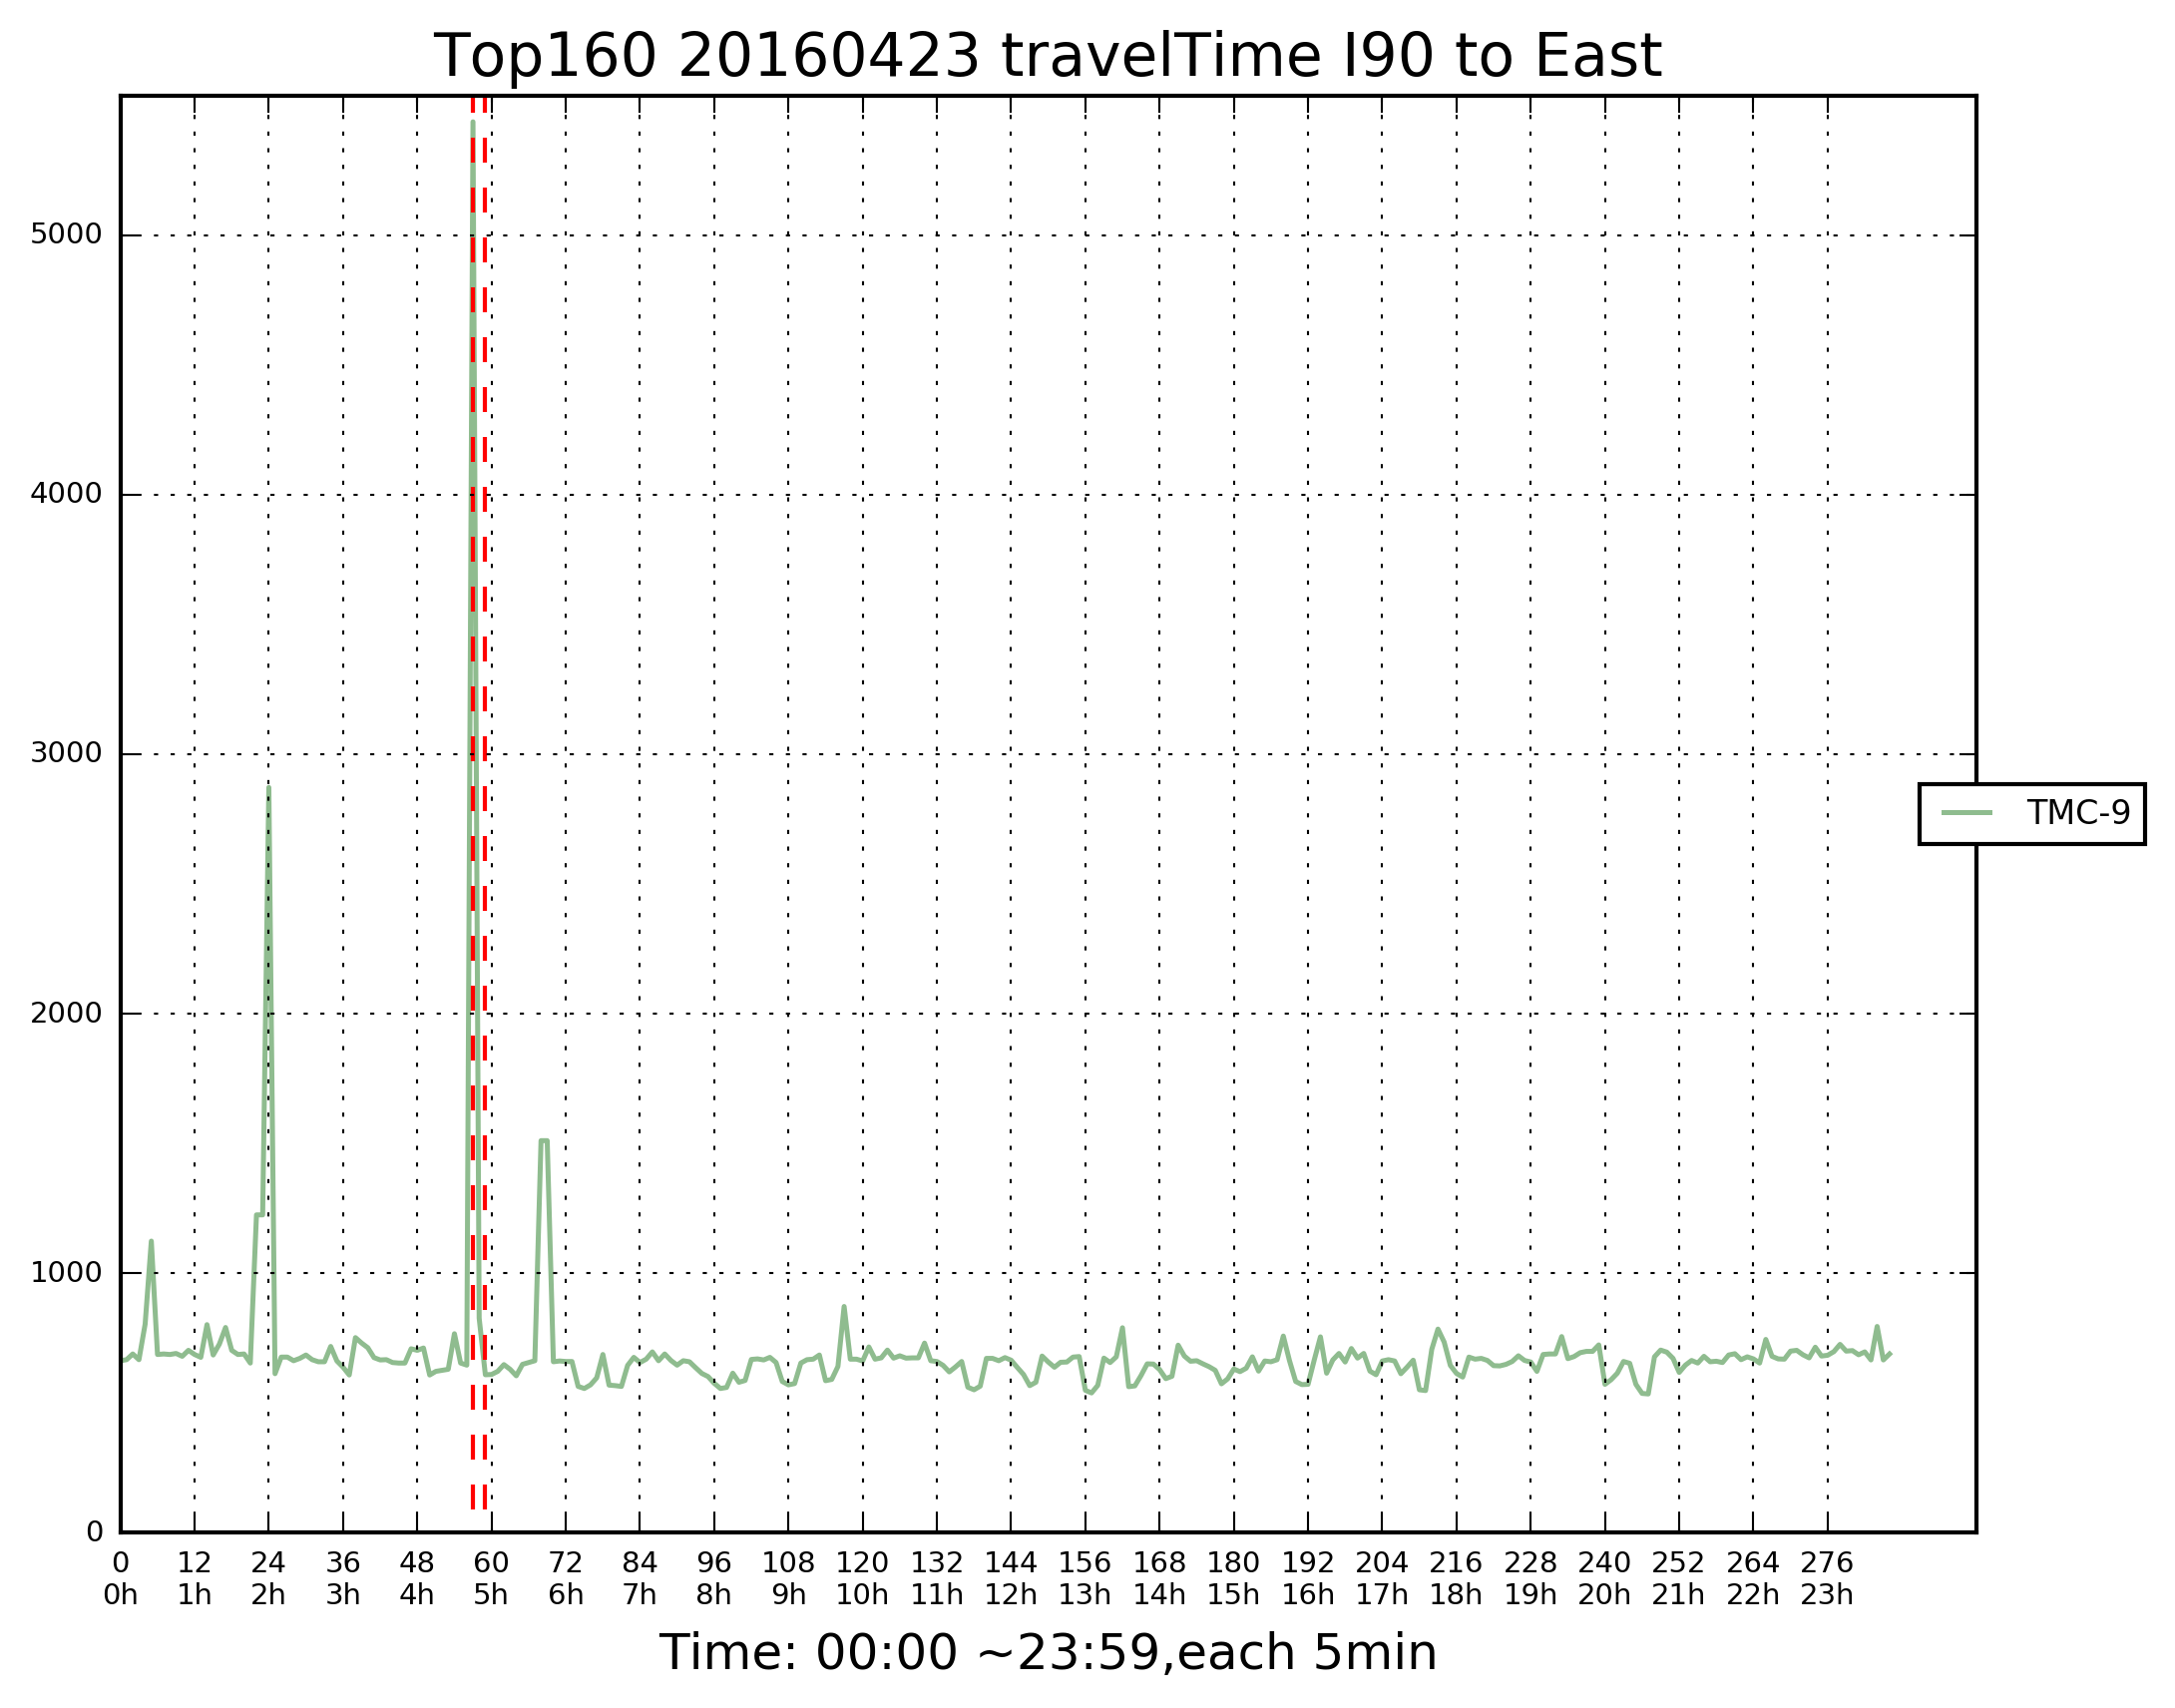 Top160 20160423 travelTime I90 to East
5000
4000
3000
2000
1000
0
TMC-9
0 12 24 36 48 60 72 84 96 108 120 132 144 156 168 180 192 204 216 228 240 252 264 276
0h 1h 2h 3h 4h 5h 6h 7h 8h 9h 10h 11h 12h 13h 14h 15h 16h 17h 18h 19h 20h 21h 22h 23h
Time: 00:00 ~23:59,each 5min